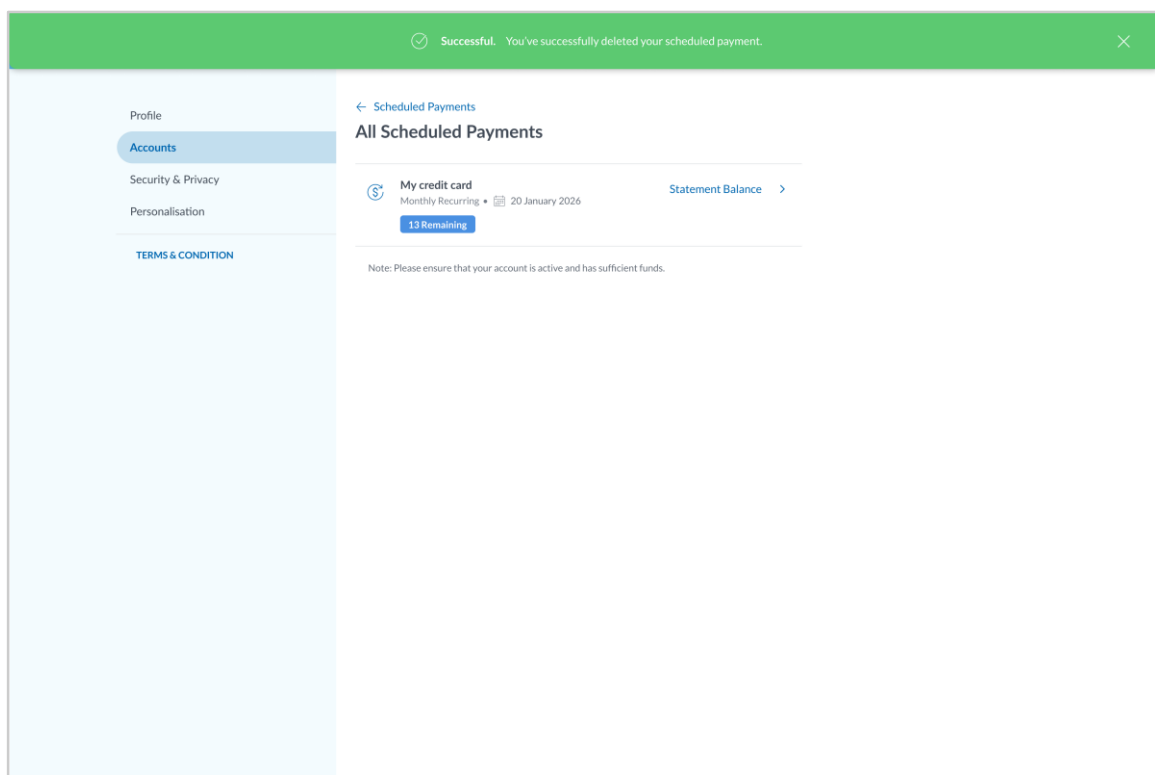 Successful. You've successfully deleted your scheduled payment.
Profile
Accounts
Security & Privacy
Personalisation
TERMS & CONDITION
Scheduled Payments
All Scheduled Payments
My credit card
Monthly Recurring • 20 January 2026
13 Remaining
Statement Balance
Note: Please ensure that your account is active and has sufficient funds.